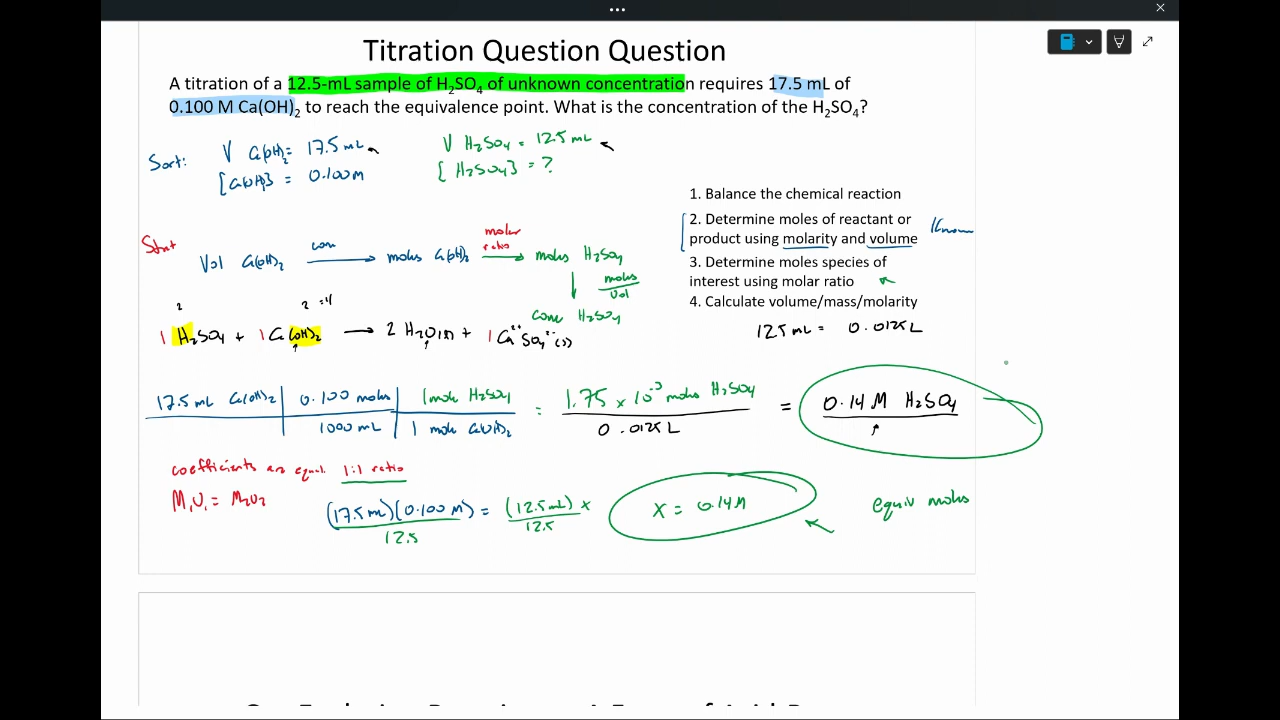 Titration Question Question
A titration of a 12.5-mL sample of H₂SO₄ of unknown concentration requires 17.5 mL of
0.100 M Ca(OH)₂ to reach the equivalence point. What is the concentration of the H₂SO₄?
Sort: V Ca(OH)₂ = 17.5 mL V H₂SO₄ = 12.5 mL
[Ca(OH)₂] = 0.100 M [H₂SO₄] = ?
1. Balance the chemical reaction
2. Determine moles of reactant or
product using molarity and volume Known
3. Determine moles species of
interest using molar ratio
4. Calculate volume/mass/molarity
12.5 mL = 0.0125 L
Strat
Vol Ca(OH)₂ → conc moles Ca(OH)₂ → molar ratio moles H₂SO₄
↓ moles/Vol
conc H₂SO₄
2 2 = 4
1 H₂SO₄ + 1 Ca(OH)₂ → 2 H₂O(l) + 1 Ca²⁺SO₄²⁻(s)
17.5 mL Ca(OH)₂ | 0.100 moles | 1 mole H₂SO₄ = 1.75 × 10⁻³ moles H₂SO₄ = 0.14 M H₂SO₄
1000 mL | 1 mole Ca(OH)₂ 0.0125 L
coefficients are equal. 1:1 ratio
M₁V₁ = M₂V₂
(17.5 mL)(0.100 M) = (12.5 mL) x X = 0.14 M equiv moles
12.5 12.5